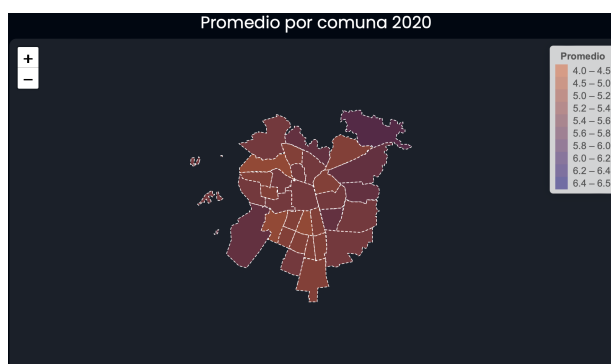 Promedio por comuna 2020
+
−
Promedio
4.0 – 4.5
4.5 – 5.0
5.0 – 5.2
5.2 – 5.4
5.4 – 5.6
5.6 – 5.8
5.8 – 6.0
6.0 – 6.2
6.2 – 6.4
6.4 – 6.5